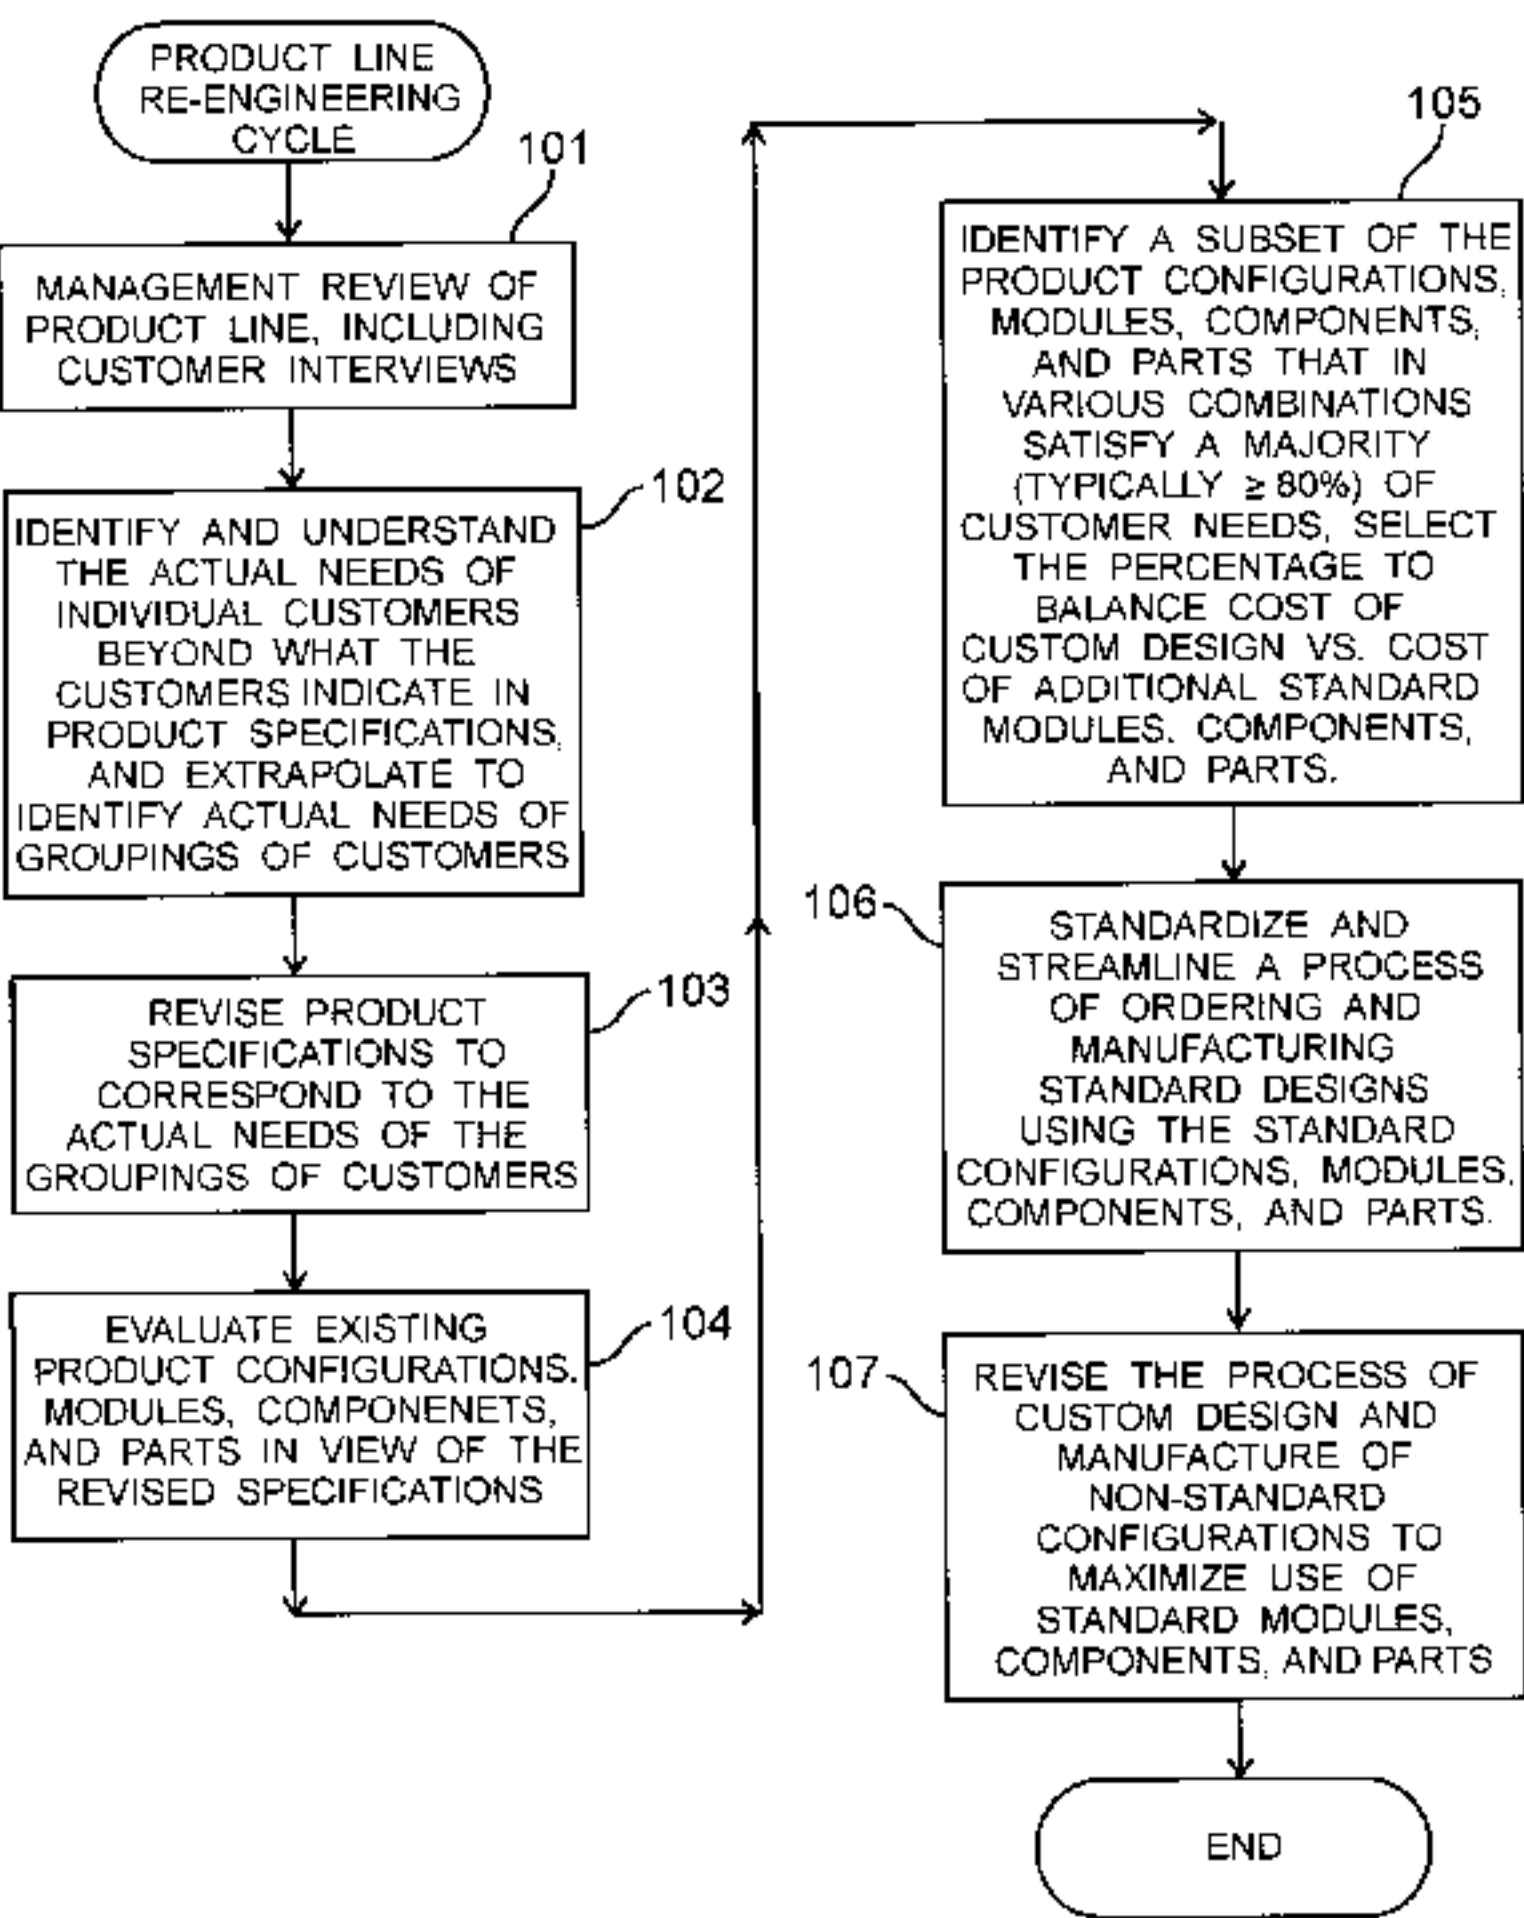 PRODUCT LINE
RE-ENGINEERING
CYCLE
101
MANAGEMENT REVIEW OF
PRODUCT LINE, INCLUDING
CUSTOMER INTERVIEWS
102
IDENTIFY AND UNDERSTAND
THE ACTUAL NEEDS OF
INDIVIDUAL CUSTOMERS
BEYOND WHAT THE
CUSTOMERS INDICATE IN
PRODUCT SPECIFICATIONS,
AND EXTRAPOLATE TO
IDENTIFY ACTUAL NEEDS OF
GROUPINGS OF CUSTOMERS
103
REVISE PRODUCT
SPECIFICATIONS TO
CORRESPOND TO THE
ACTUAL NEEDS OF THE
GROUPINGS OF CUSTOMERS
104
EVALUATE EXISTING
PRODUCT CONFIGURATIONS,
MODULES, COMPONENETS,
AND PARTS IN VIEW OF THE
REVISED SPECIFICATIONS
105
IDENTIFY A SUBSET OF THE
PRODUCT CONFIGURATIONS,
MODULES, COMPONENTS,
AND PARTS THAT IN
VARIOUS COMBINATIONS
SATISFY A MAJORITY
(TYPICALLY ≥ 80%) OF
CUSTOMER NEEDS, SELECT
THE PERCENTAGE TO
BALANCE COST OF
CUSTOM DESIGN VS. COST
OF ADDITIONAL STANDARD
MODULES, COMPONENTS,
AND PARTS.
106
STANDARDIZE AND
STREAMLINE A PROCESS
OF ORDERING AND
MANUFACTURING
STANDARD DESIGNS
USING THE STANDARD
CONFIGURATIONS, MODULES,
COMPONENTS, AND PARTS.
107
REVISE THE PROCESS OF
CUSTOM DESIGN AND
MANUFACTURE OF
NON-STANDARD
CONFIGURATIONS TO
MAXIMIZE USE OF
STANDARD MODULES,
COMPONENTS, AND PARTS
END